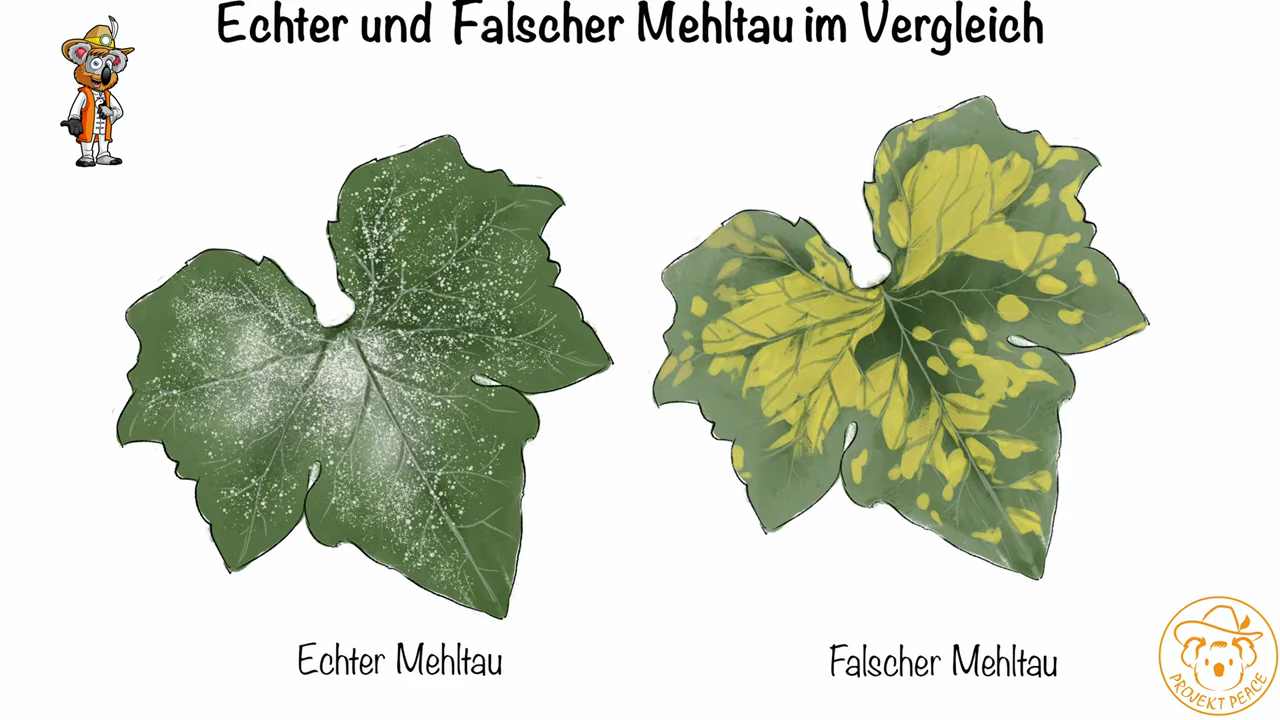 Echter und Falscher Mehltau im Vergleich
Echter Mehltau
Falscher Mehltau
PROJEKT PEACE